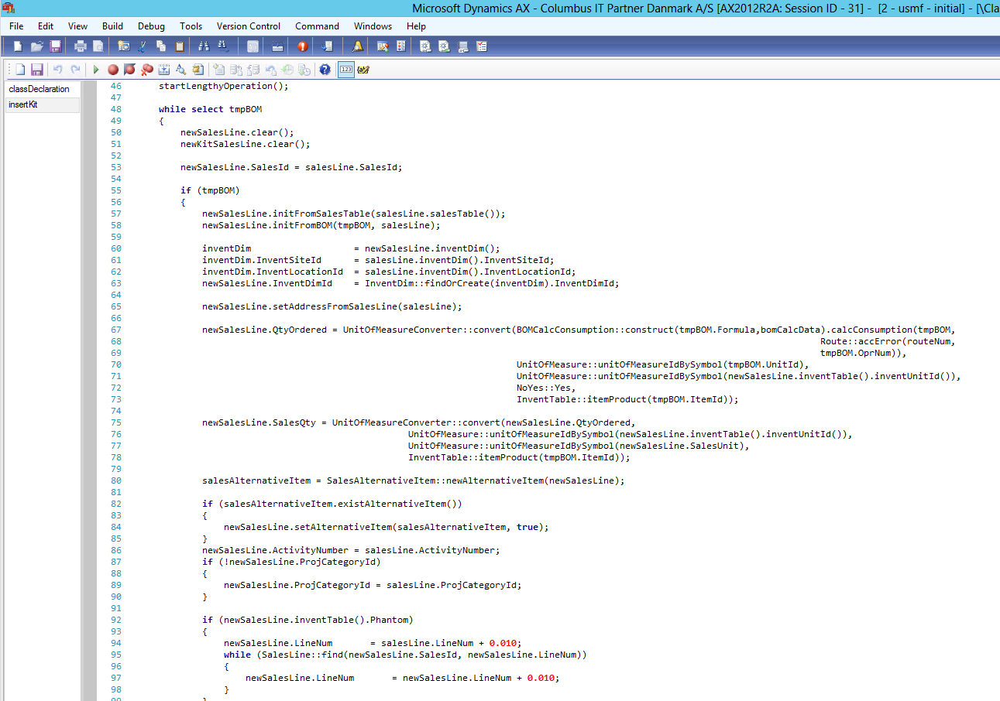 Microsoft Dynamics AX - Columbus IT Partner Danmark A/S [AX2012R2A: Session ID - 31] - [2 - usmf - initial] - [\Cla
File Edit View Build Debug Tools Version Control Command Windows Help
classDeclaration
insertKit
46 startLengthyOperation();
47
48 while select tmpBOM
49 {
50 newSalesLine.clear();
51 newKitSalesLine.clear();
52
53 newSalesLine.SalesId = salesLine.SalesId;
54
55 if (tmpBOM)
56 {
57 newSalesLine.initFromSalesTable(salesLine.salesTable());
58 newSalesLine.initFromBOM(tmpBOM, salesLine);
59
60 inventDim = newSalesLine.inventDim();
61 inventDim.InventSiteId = salesLine.inventDim().InventSiteId;
62 inventDim.InventLocationId = salesLine.inventDim().InventLocationId;
63 newSalesLine.InventDimId = InventDim::findOrCreate(inventDim).InventDimId;
64
65 newSalesLine.setAddressFromSalesLine(salesLine);
66
67 newSalesLine.QtyOrdered = UnitOfMeasureConverter::convert(BOMCalcConsumption::construct(tmpBOM.Formula,bomCalcData).calcConsumption(tmpBOM,
68 Route::accError(routeNum,
69 tmpBOM.OprNum)),
70 UnitOfMeasure::unitOfMeasureIdBySymbol(tmpBOM.UnitId),
71 UnitOfMeasure::unitOfMeasureIdBySymbol(newSalesLine.inventTable().inventUnitId()),
72 NoYes::Yes,
73 InventTable::itemProduct(tmpBOM.ItemId));
74
75 newSalesLine.SalesQty = UnitOfMeasureConverter::convert(newSalesLine.QtyOrdered,
76 UnitOfMeasure::unitOfMeasureIdBySymbol(newSalesLine.inventTable().inventUnitId()),
77 UnitOfMeasure::unitOfMeasureIdBySymbol(newSalesLine.SalesUnit),
78 InventTable::itemProduct(tmpBOM.ItemId));
79
80 salesAlternativeItem = SalesAlternativeItem::newAlternativeItem(newSalesLine);
81
82 if (salesAlternativeItem.existAlternativeItem())
83 {
84 newSalesLine.setAlternativeItem(salesAlternativeItem, true);
85 }
86 newSalesLine.ActivityNumber = salesLine.ActivityNumber;
87 if (!newSalesLine.ProjCategoryId)
88 {
89 newSalesLine.ProjCategoryId = salesLine.ProjCategoryId;
90 }
91
92 if (newSalesLine.inventTable().Phantom)
93 {
94 newSalesLine.LineNum = salesLine.LineNum + 0.010;
95 while (SalesLine::find(newSalesLine.SalesId, newSalesLine.LineNum))
96 {
97 newSalesLine.LineNum = newSalesLine.LineNum + 0.010;
98 }